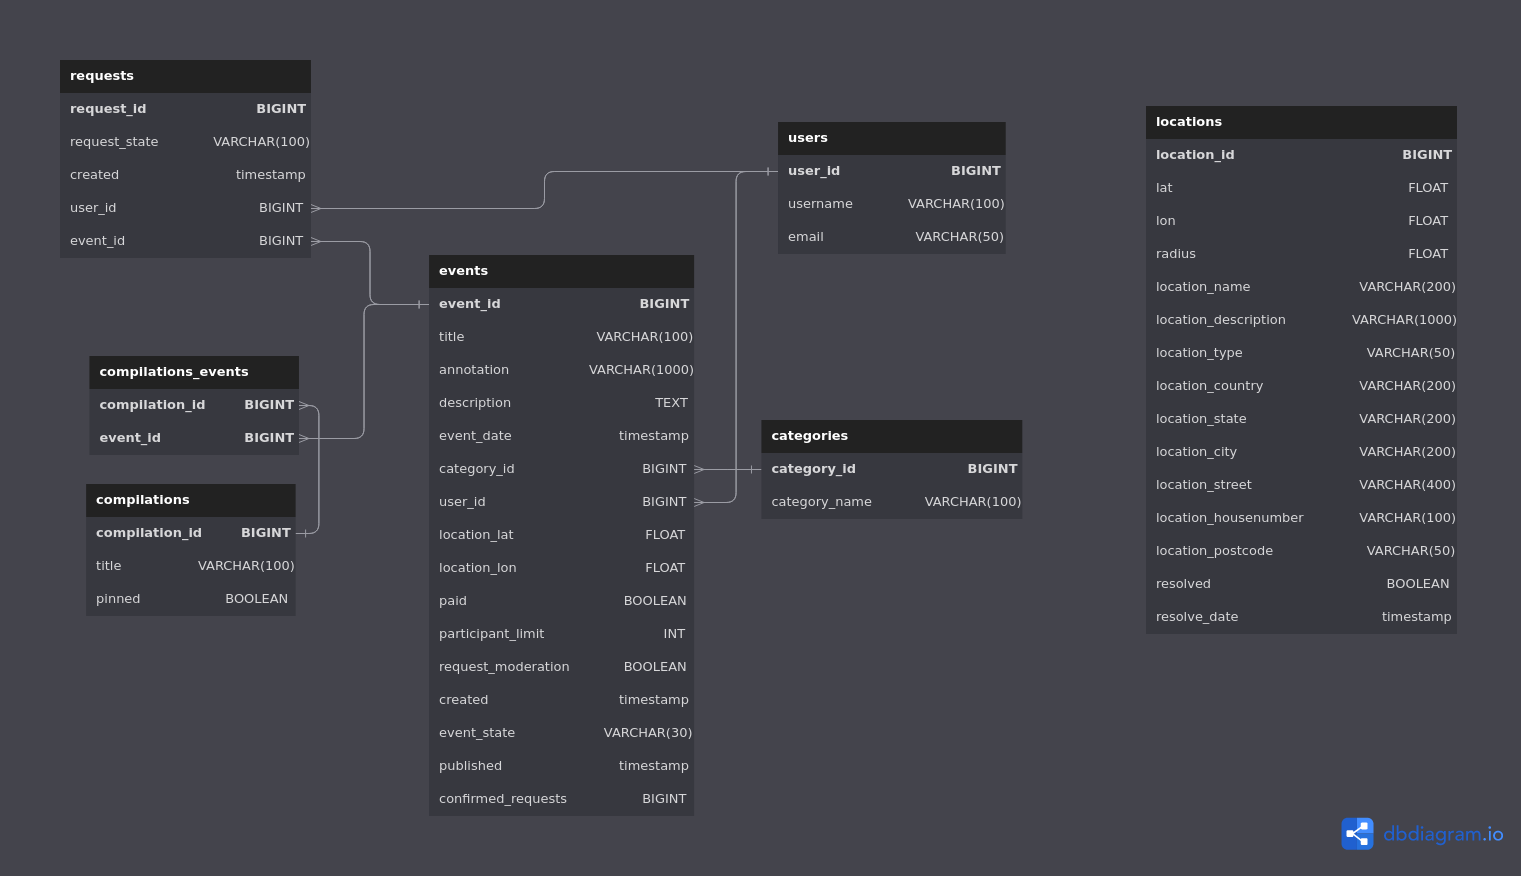 requests
request_id BIGINT
request_state VARCHAR(100)
created timestamp
user_id BIGINT
event_id BIGINT
compilations_events
compilation_id BIGINT
event_id BIGINT
compilations
compilation_id BIGINT
title VARCHAR(100)
pinned BOOLEAN
events
event_id BIGINT
title VARCHAR(100)
annotation VARCHAR(1000)
description TEXT
event_date timestamp
category_id BIGINT
user_id BIGINT
location_lat FLOAT
location_lon FLOAT
paid BOOLEAN
participant_limit INT
request_moderation BOOLEAN
created timestamp
event_state VARCHAR(30)
published timestamp
confirmed_requests BIGINT
users
user_id BIGINT
username VARCHAR(100)
email VARCHAR(50)
categories
category_id BIGINT
category_name VARCHAR(100)
locations
location_id BIGINT
lat FLOAT
lon FLOAT
radius FLOAT
location_name VARCHAR(200)
location_description VARCHAR(1000)
location_type VARCHAR(50)
location_country VARCHAR(200)
location_state VARCHAR(200)
location_city VARCHAR(200)
location_street VARCHAR(400)
location_housenumber VARCHAR(100)
location_postcode VARCHAR(50)
resolved BOOLEAN
resolve_date timestamp
dbdiagram.io